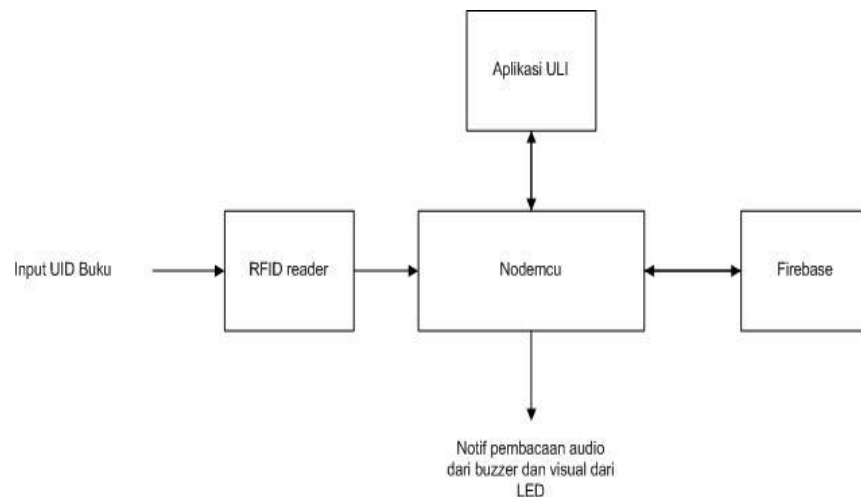 Aplikasi ULI
Input UID Buku
RFID reader
Nodemcu
Firebase
Notif pembacaan audio
dari buzzer dan visual dari
LED